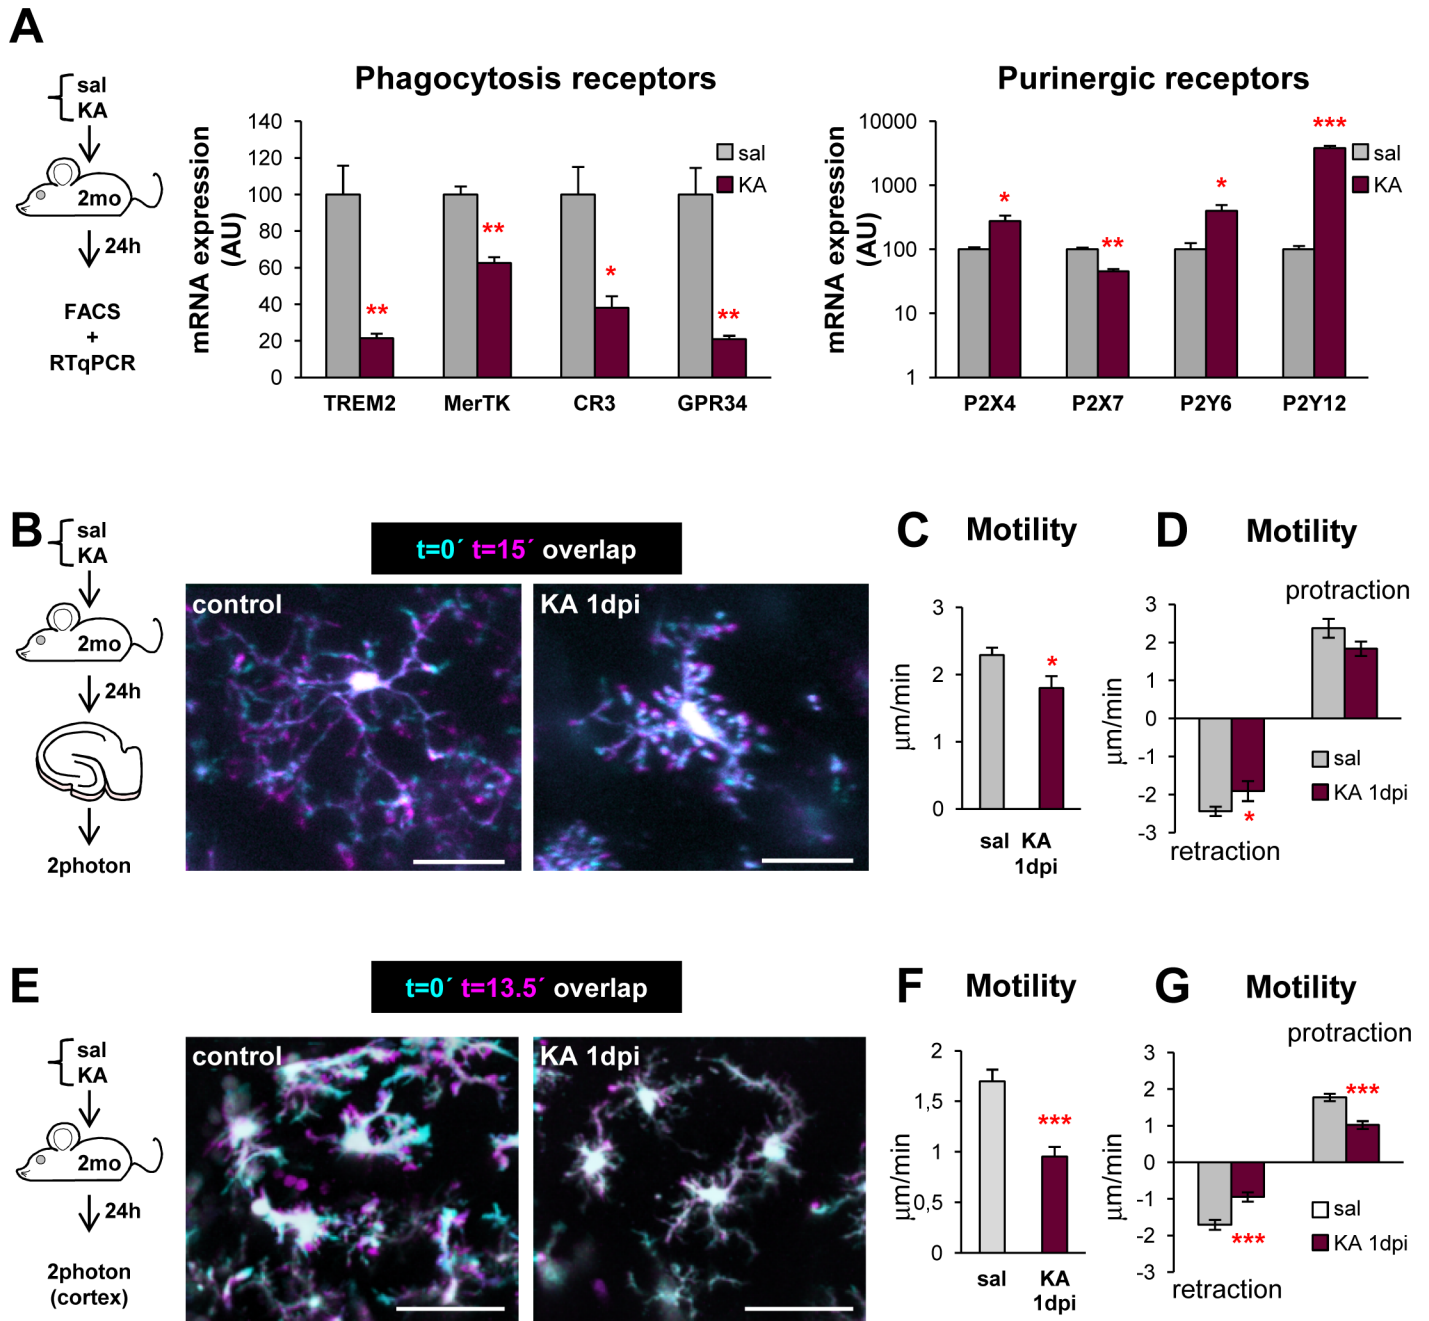 A
sal
KA
2mo
24h
FACS
+
RTqPCR
Phagocytosis receptors
mRNA expression
(AU)
140
120
100
80
60
40
20
0
sal
KA
**
**
*
**
TREM2 MerTK CR3 GPR34
Purinergic receptors
mRNA expression
(AU)
10000
1000
100
10
1
sal
KA
*
**
*
***
P2X4 P2X7 P2Y6 P2Y12
B
sal
KA
2mo
24h
2photon
t=0´ t=15´ overlap
control
KA 1dpi
C
Motility
μm/min
3
2
1
0
*
sal KA
1dpi
D
Motility
protraction
μm/min
3
2
1
0
-1
-2
-3
sal
KA 1dpi
*
retraction
E
sal
KA
2mo
24h
2photon
(cortex)
t=0´ t=13.5´ overlap
control
KA 1dpi
F
Motility
μm/min
2
1,5
1
0,5
0
***
sal KA
1dpi
G
Motility
protraction
μm/min
3
2
1
0
-1
-2
-3
***
sal
KA 1dpi
***
retraction